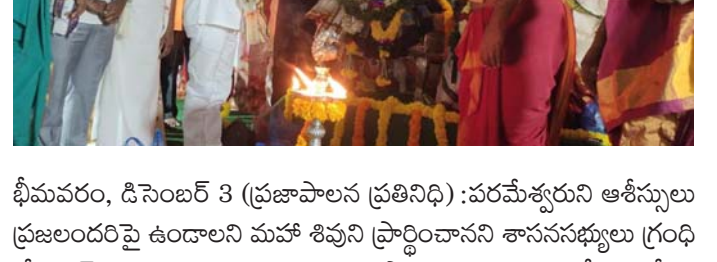 భీమవరం, డిసెంబర్ 3 (ప్రజాపాలన ప్రతినిధి) :పరమేశ్వరుని ఆశీస్సులు
ప్రజలందరిపై ఉండాలని మహా శివుని ప్రార్థించానని శాసనసభ్యులు గ్రంధి